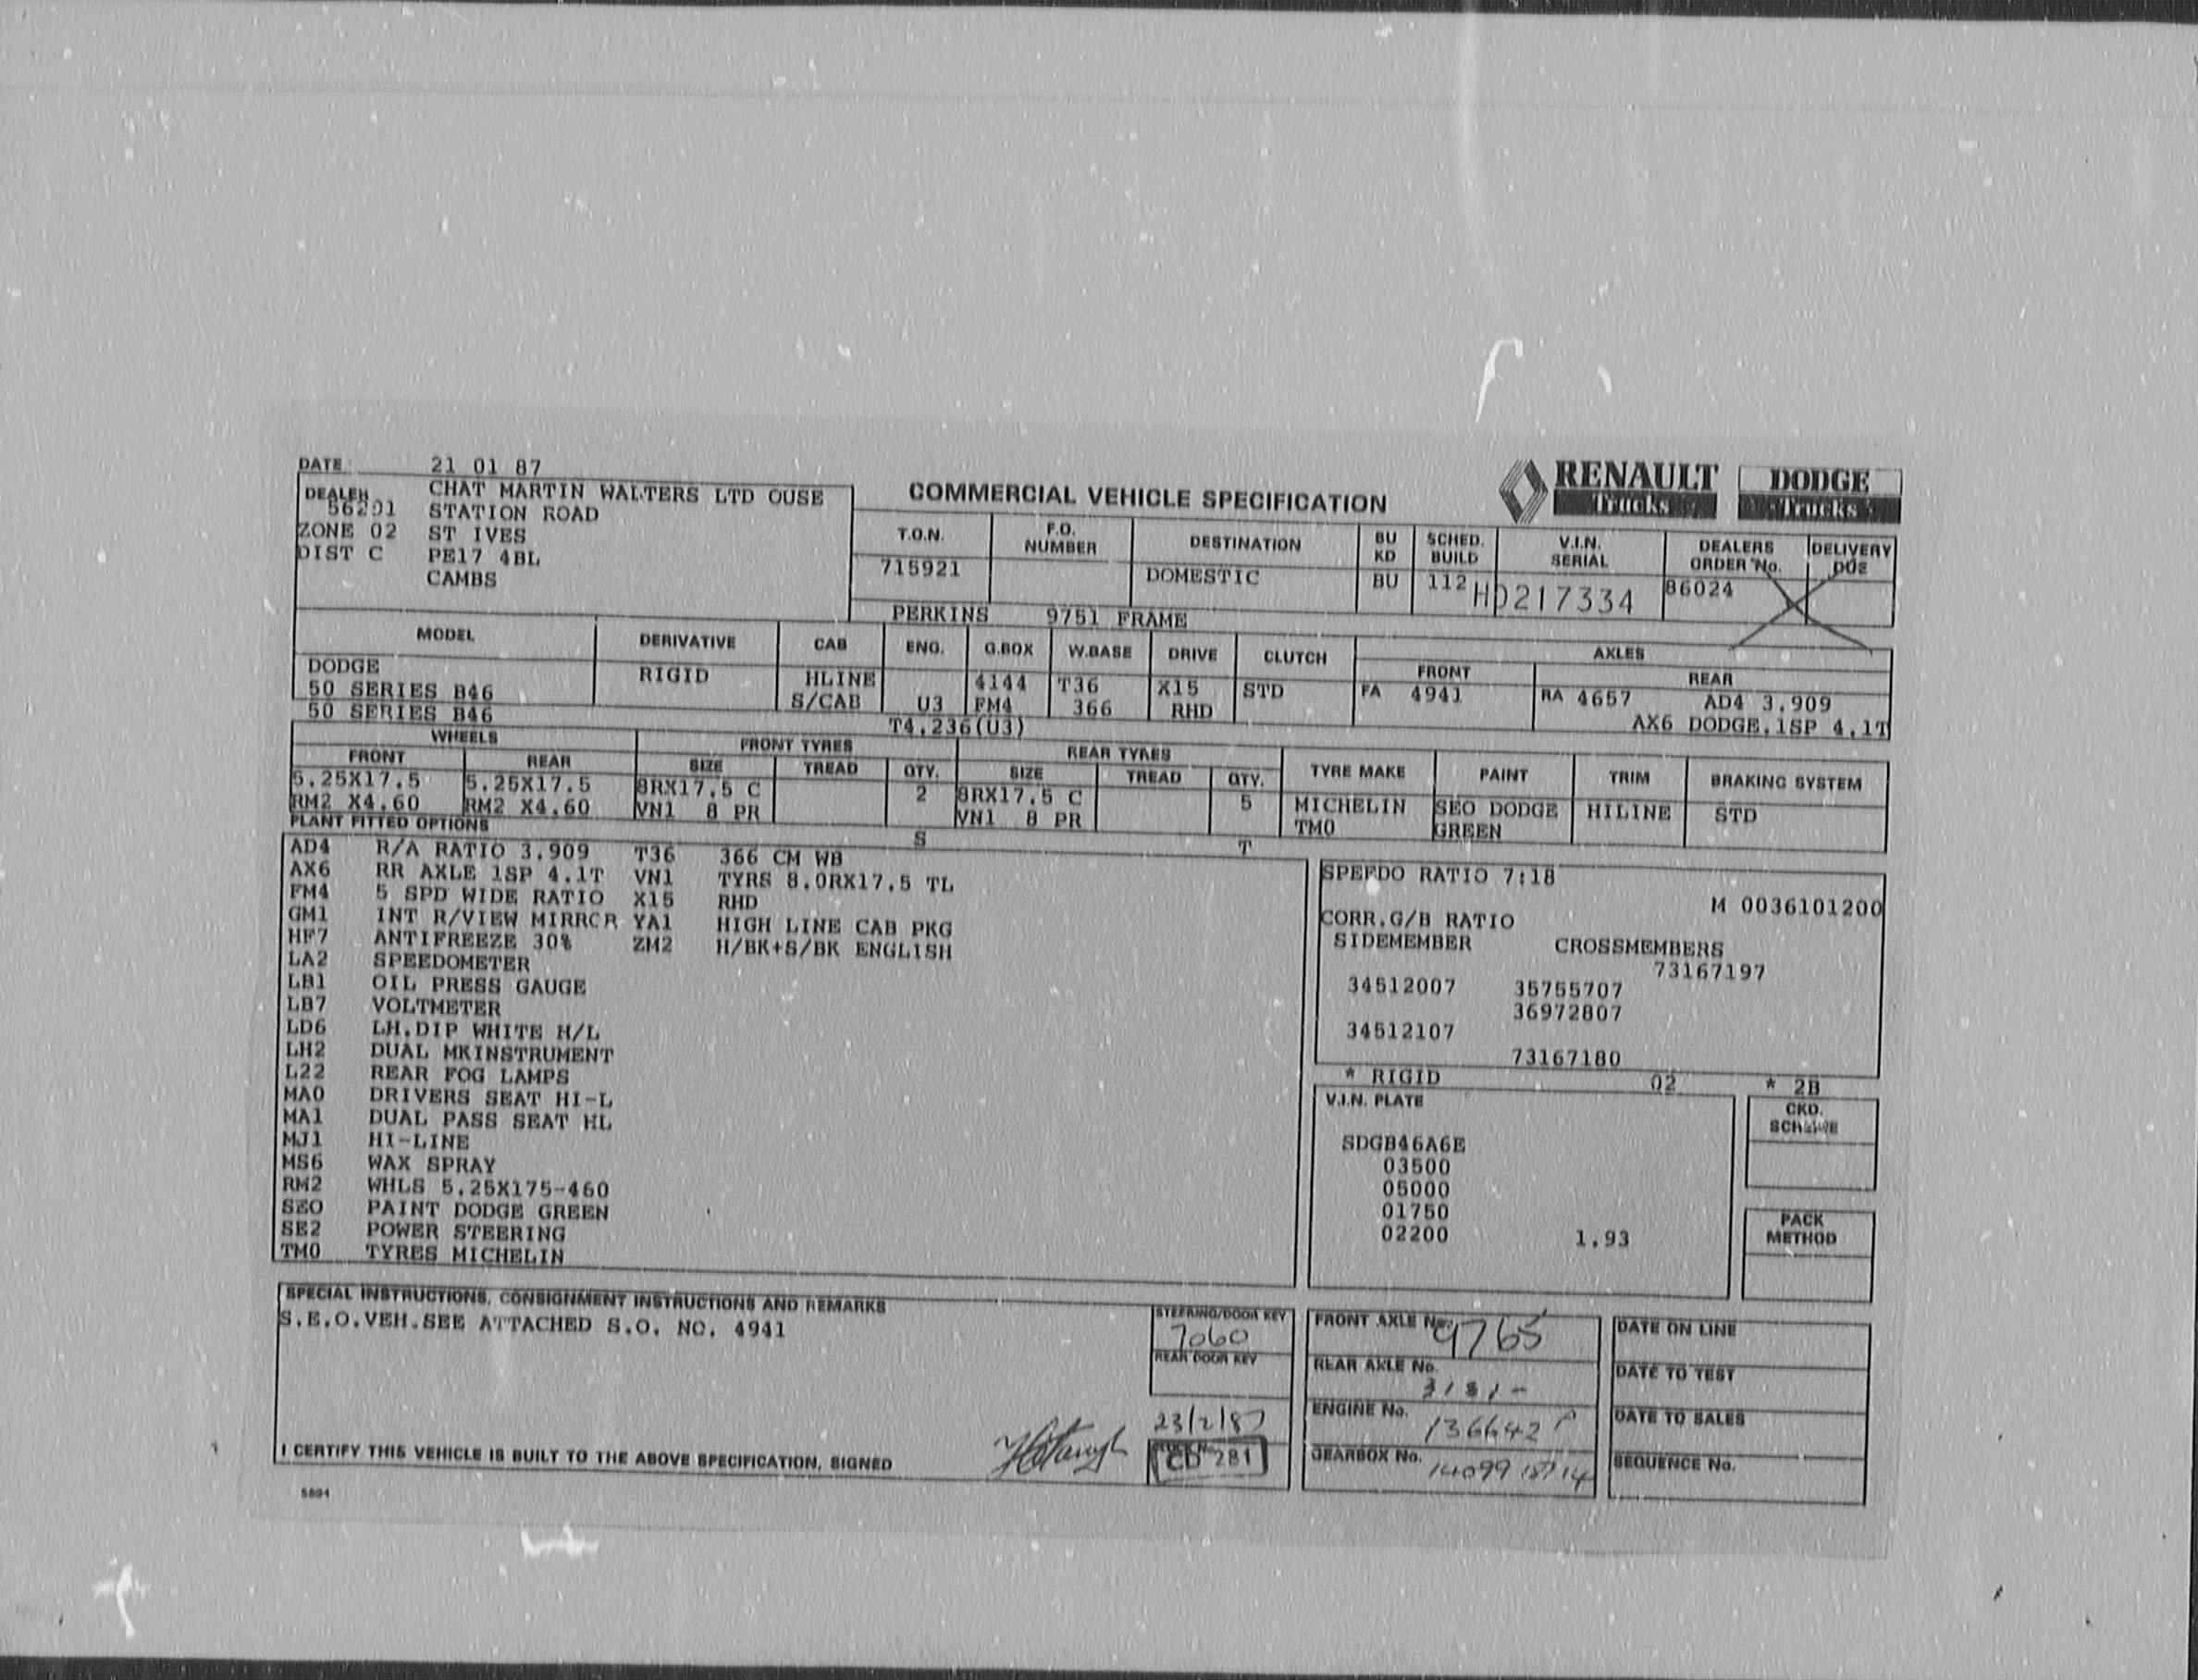 DATE 21 01 87
RENAULT
Trucks
DODGE
Trucks
COMMERCIAL VEHICLE SPECIFICATION
DEALER CHAT MARTIN WALTERS LTD OUSE
56201 STATION ROAD
ZONE 02 ST IVES
DIST C PE17 4BL
CAMBS
T.O.N. F.O. NUMBER DESTINATION BU KD SCHED. BUILD V.I.N. SERIAL DEALERS ORDER No. DELIVERY DUE
715921 DOMESTIC BU 112 HD217334 86024
PERKINS 9751 FRAME
MODEL DERIVATIVE CAB ENG. G.BOX W.BASE DRIVE CLUTCH AXLES
FRONT REAR
DODGE RIGID HLINE 4144 T36 X15 STD FA 4941 RA 4657 AD4 3.909
50 SERIES B46 S/CAB U3 FM4 366 RHD AX6 DODGE,1SP 4.1T
50 SERIES B46 T4.236(U3)
WHEELS FRONT TYRES REAR TYRES
FRONT REAR SIZE TREAD QTY. SIZE TREAD QTY. TYRE MAKE PAINT TRIM BRAKING SYSTEM
5.25X17.5 5.25X17.5 8RX17.5 C 2 8RX17.5 C 5 MICHELIN SEO DODGE HILINE STD
RM2 X4.60 RM2 X4.60 VN1 8 PR VN1 8 PR TM0 GREEN
PLANT FITTED OPTIONS S T
AD4 R/A RATIO 3.909 T36 366 CM WB
AX6 RR AXLE 1SP 4.1T VN1 TYRS 8.0RX17.5 TL
FM4 5 SPD WIDE RATIO X15 RHD
GM1 INT R/VIEW MIRRCR YA1 HIGH LINE CAB PKG
HF7 ANTIFREEZE 30% ZM2 H/BK+S/BK ENGLISH
LA2 SPEEDOMETER
LB1 OIL PRESS GAUGE
LB7 VOLTMETER
LD6 LH.DIP WHITE H/L
LH2 DUAL MKINSTRUMENT
L22 REAR FOG LAMPS
MA0 DRIVERS SEAT HI-L
MA1 DUAL PASS SEAT HL
MJ1 HI-LINE
MS6 WAX SPRAY
RM2 WHLS 5.25X175-460
SEO PAINT DODGE GREEN
SE2 POWER STEERING
TM0 TYRES MICHELIN
SPEEDO RATIO 7:18
M 0036101200
CORR.G/B RATIO
SIDEMEMBER CROSSMEMBERS
73167197
34512007 35755707
36972807
34512107
73167180
* RIGID 02 * 2B
V.I.N. PLATE
SDGB46A6E
03500
05000
01750
02200 1.93
CKD. SCHEME
PACK METHOD
SPECIAL INSTRUCTIONS, CONSIGNMENT INSTRUCTIONS AND REMARKS
S.E.O.VEH.SEE ATTACHED S.O. NO. 4941
STEERING/DOOR KEY
7060
REAR DOOR KEY
23/2/87
CD 281
FRONT AXLE No. 9765
REAR AXLE No.
ENGINE No. 136642 P
GEARBOX No.
DATE ON LINE
DATE TO TEST
DATE TO SALES
SEQUENCE No.
I CERTIFY THIS VEHICLE IS BUILT TO THE ABOVE SPECIFICATION, SIGNED
5894